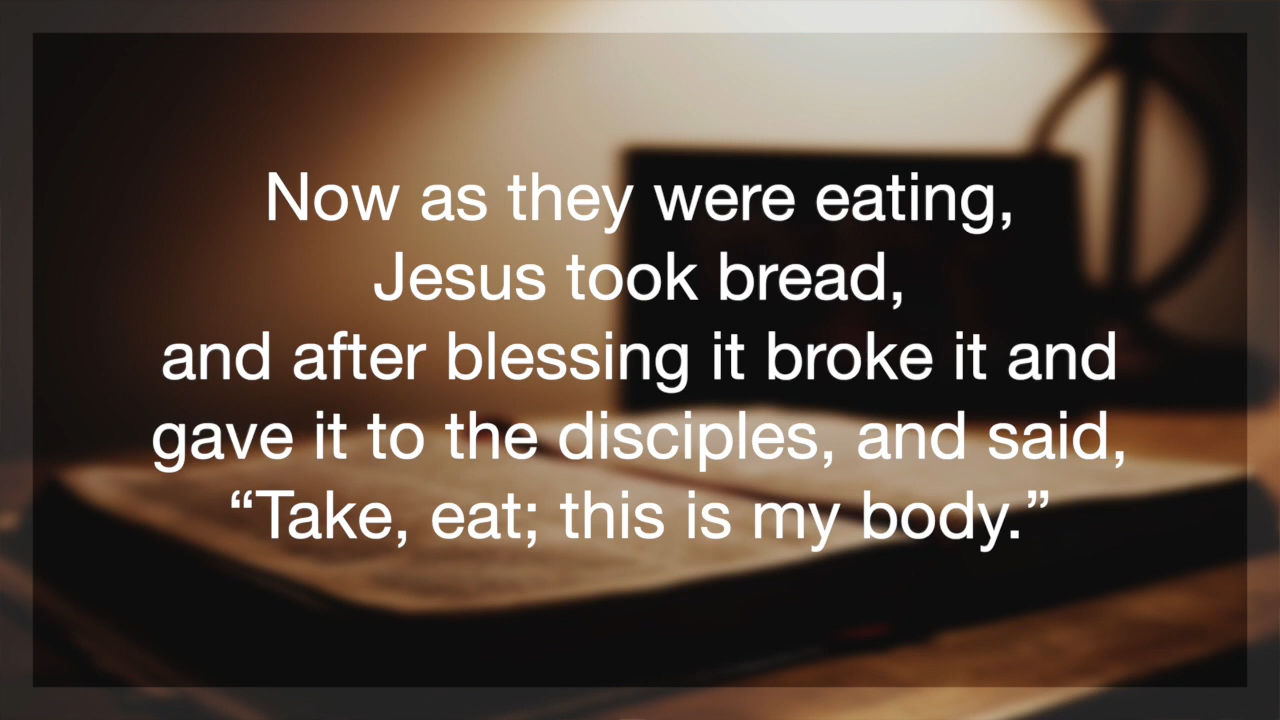 Now as they were eating,
Jesus took bread,
and after blessing it broke it and
gave it to the disciples, and said,
“Take, eat; this is my body.”